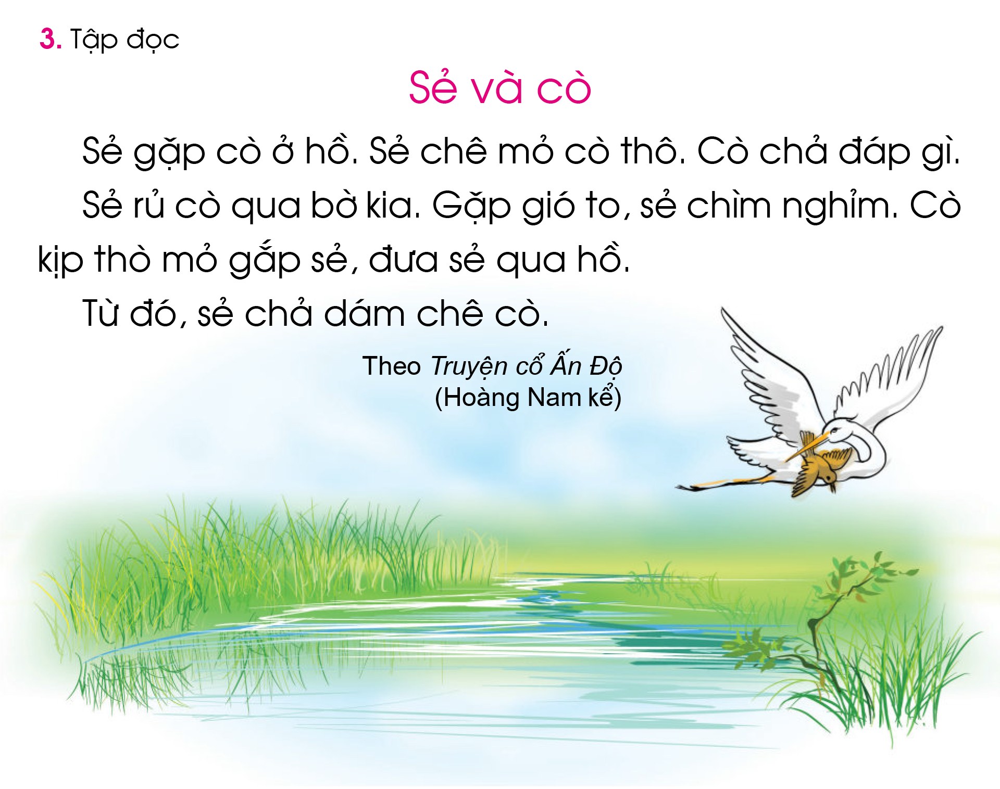 3. Tập đọc
Sẻ và cò
Sẻ gặp cò ở hồ. Sẻ chê mỏ cò thô. Cò chả đáp gì.
Sẻ rủ cò qua bờ kia. Gặp gió to, sẻ chìm nghỉm. Cò
kịp thò mỏ gắp sẻ, đưa sẻ qua hồ.
Từ đó, sẻ chả dám chê cò.
Theo Truyện cổ Ấn Độ
(Hoàng Nam kể)